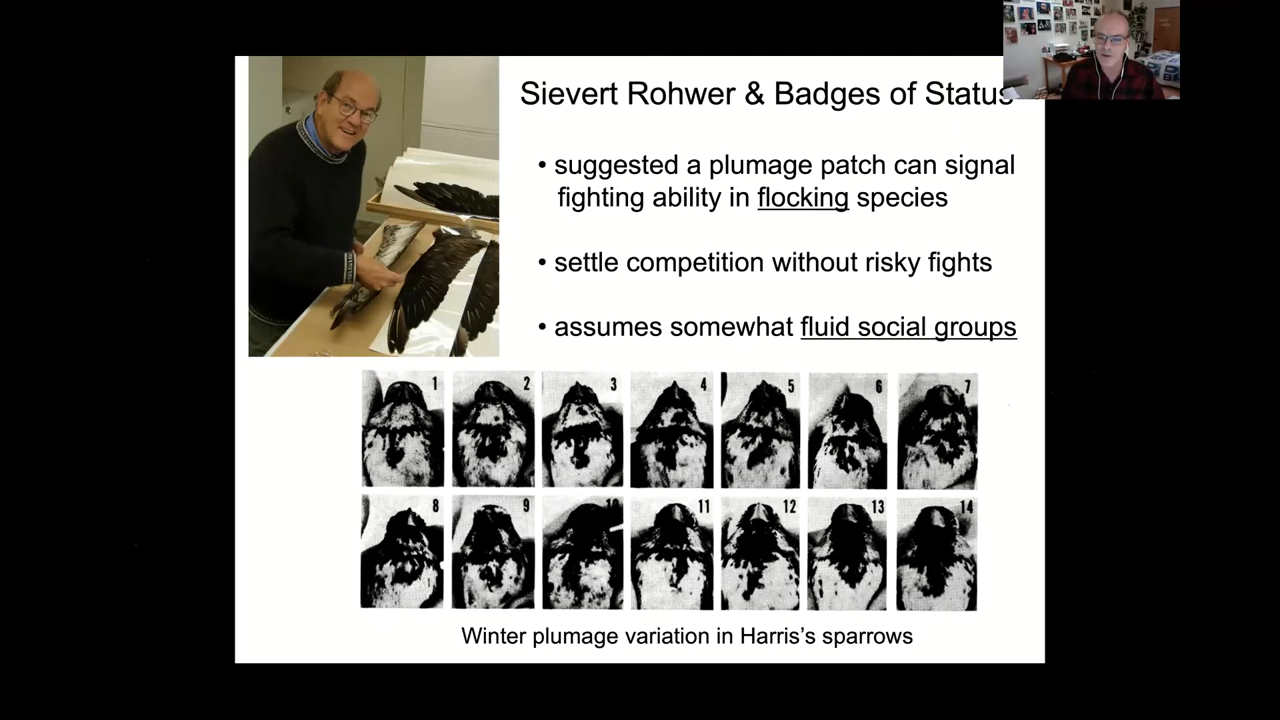 Sievert Rohwer & Badges of Status
• suggested a plumage patch can signal
fighting ability in flocking species
• settle competition without risky fights
• assumes somewhat fluid social groups
1 2 3 4 5 6 7
8 9 10 11 12 13 14
Winter plumage variation in Harris's sparrows